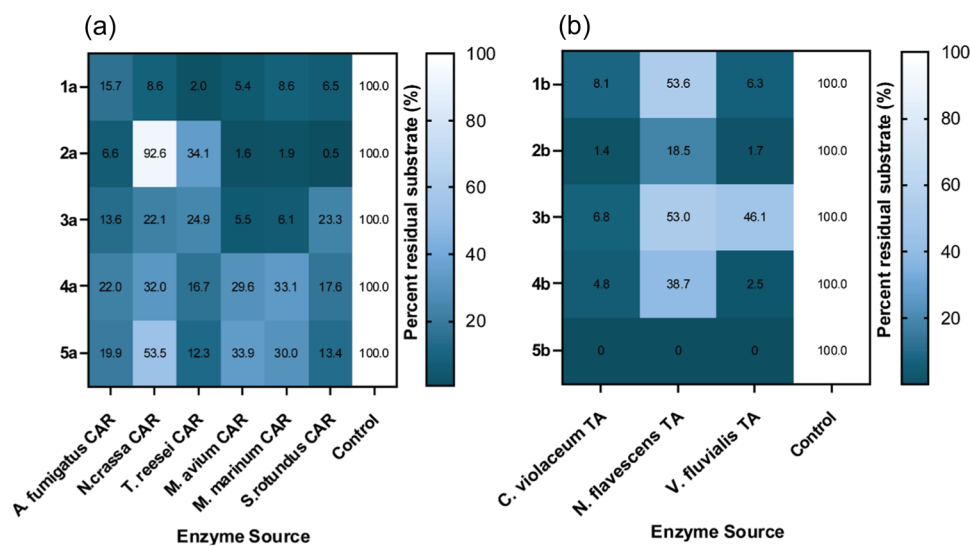 (a)
1a 15.7 8.6 2.0 5.4 8.6 6.5 100.0
2a 6.6 92.6 34.1 1.6 1.9 0.5 100.0
3a 13.6 22.1 24.9 5.5 6.1 23.3 100.0
4a 22.0 32.0 16.7 29.6 33.1 17.6 100.0
5a 19.9 53.5 12.3 33.9 30.0 13.4 100.0
A. fumigatus CAR
N.crassa CAR
T. reesei CAR
M. avium CAR
M. marinum CAR
S.rotundus CAR
Control
Enzyme Source
100
80
60
40
20
Percent residual substrate (%)
(b)
1b 8.1 53.6 6.3 100.0
2b 1.4 18.5 1.7 100.0
3b 6.8 53.0 46.1 100.0
4b 4.8 38.7 2.5 100.0
5b 0 0 0 100.0
C. violaceum TA
N. flavescens TA
V. fluvialis TA
Control
Enzyme Source
100
80
60
40
20
Percent residual substrate (%)